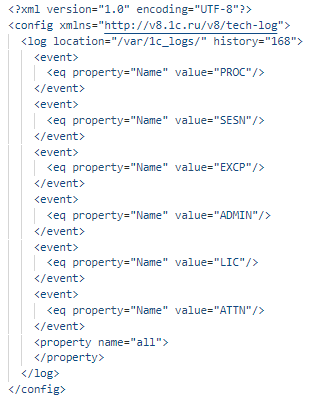 <?xml version="1.0" encoding="UTF-8"?>
<config xmlns="http://v8.1c.ru/v8/tech-log">
<log location="/var/1c_logs/" history="168">
<event>
<eq property="Name" value="PROC"/>
</event>
<event>
<eq property="Name" value="SESN"/>
</event>
<event>
<eq property="Name" value="EXCP"/>
</event>
<event>
<eq property="Name" value="ADMIN"/>
</event>
<event>
<eq property="Name" value="LIC"/>
</event>
<event>
<eq property="Name" value="ATTN"/>
</event>
<property name="all">
</property>
</log>
</config>